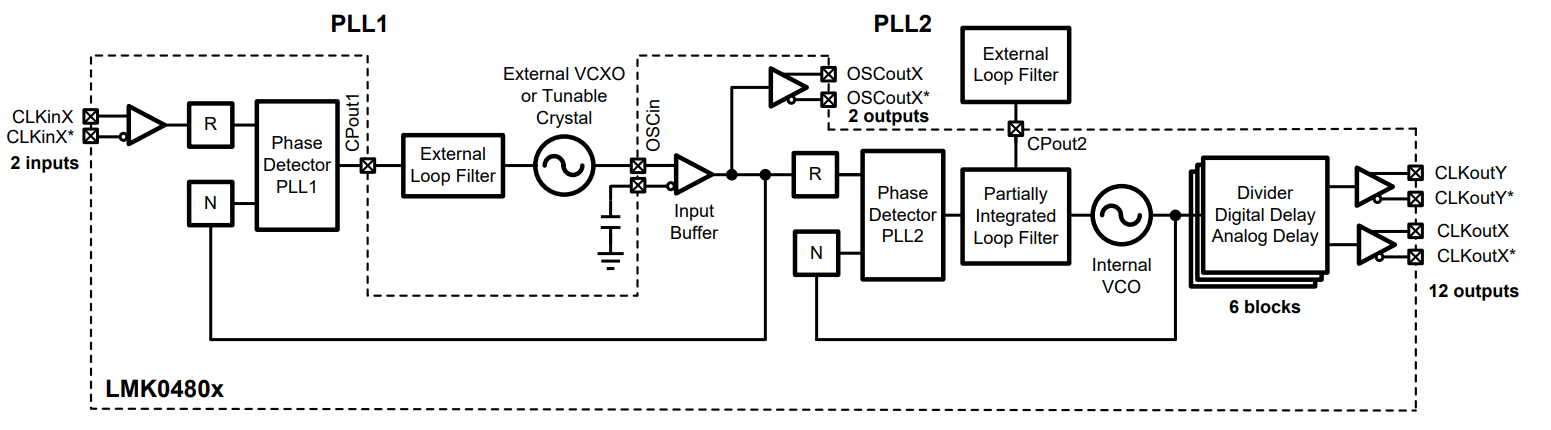 PLL1
PLL2
CLKinX
CLKinX*
2 inputs
R
N
Phase
Detector
PLL1
CPout1
External
Loop Filter
External VCXO
or Tunable
Crystal
OSCin
Input
Buffer
OSCoutX
OSCoutX*
2 outputs
R
N
Phase
Detector
PLL2
External
Loop Filter
CPout2
Partially
Integrated
Loop Filter
Internal
VCO
Divider
Digital Delay
Analog Delay
6 blocks
CLKoutY
CLKoutY*
CLKoutX
CLKoutX*
12 outputs
LMK0480x